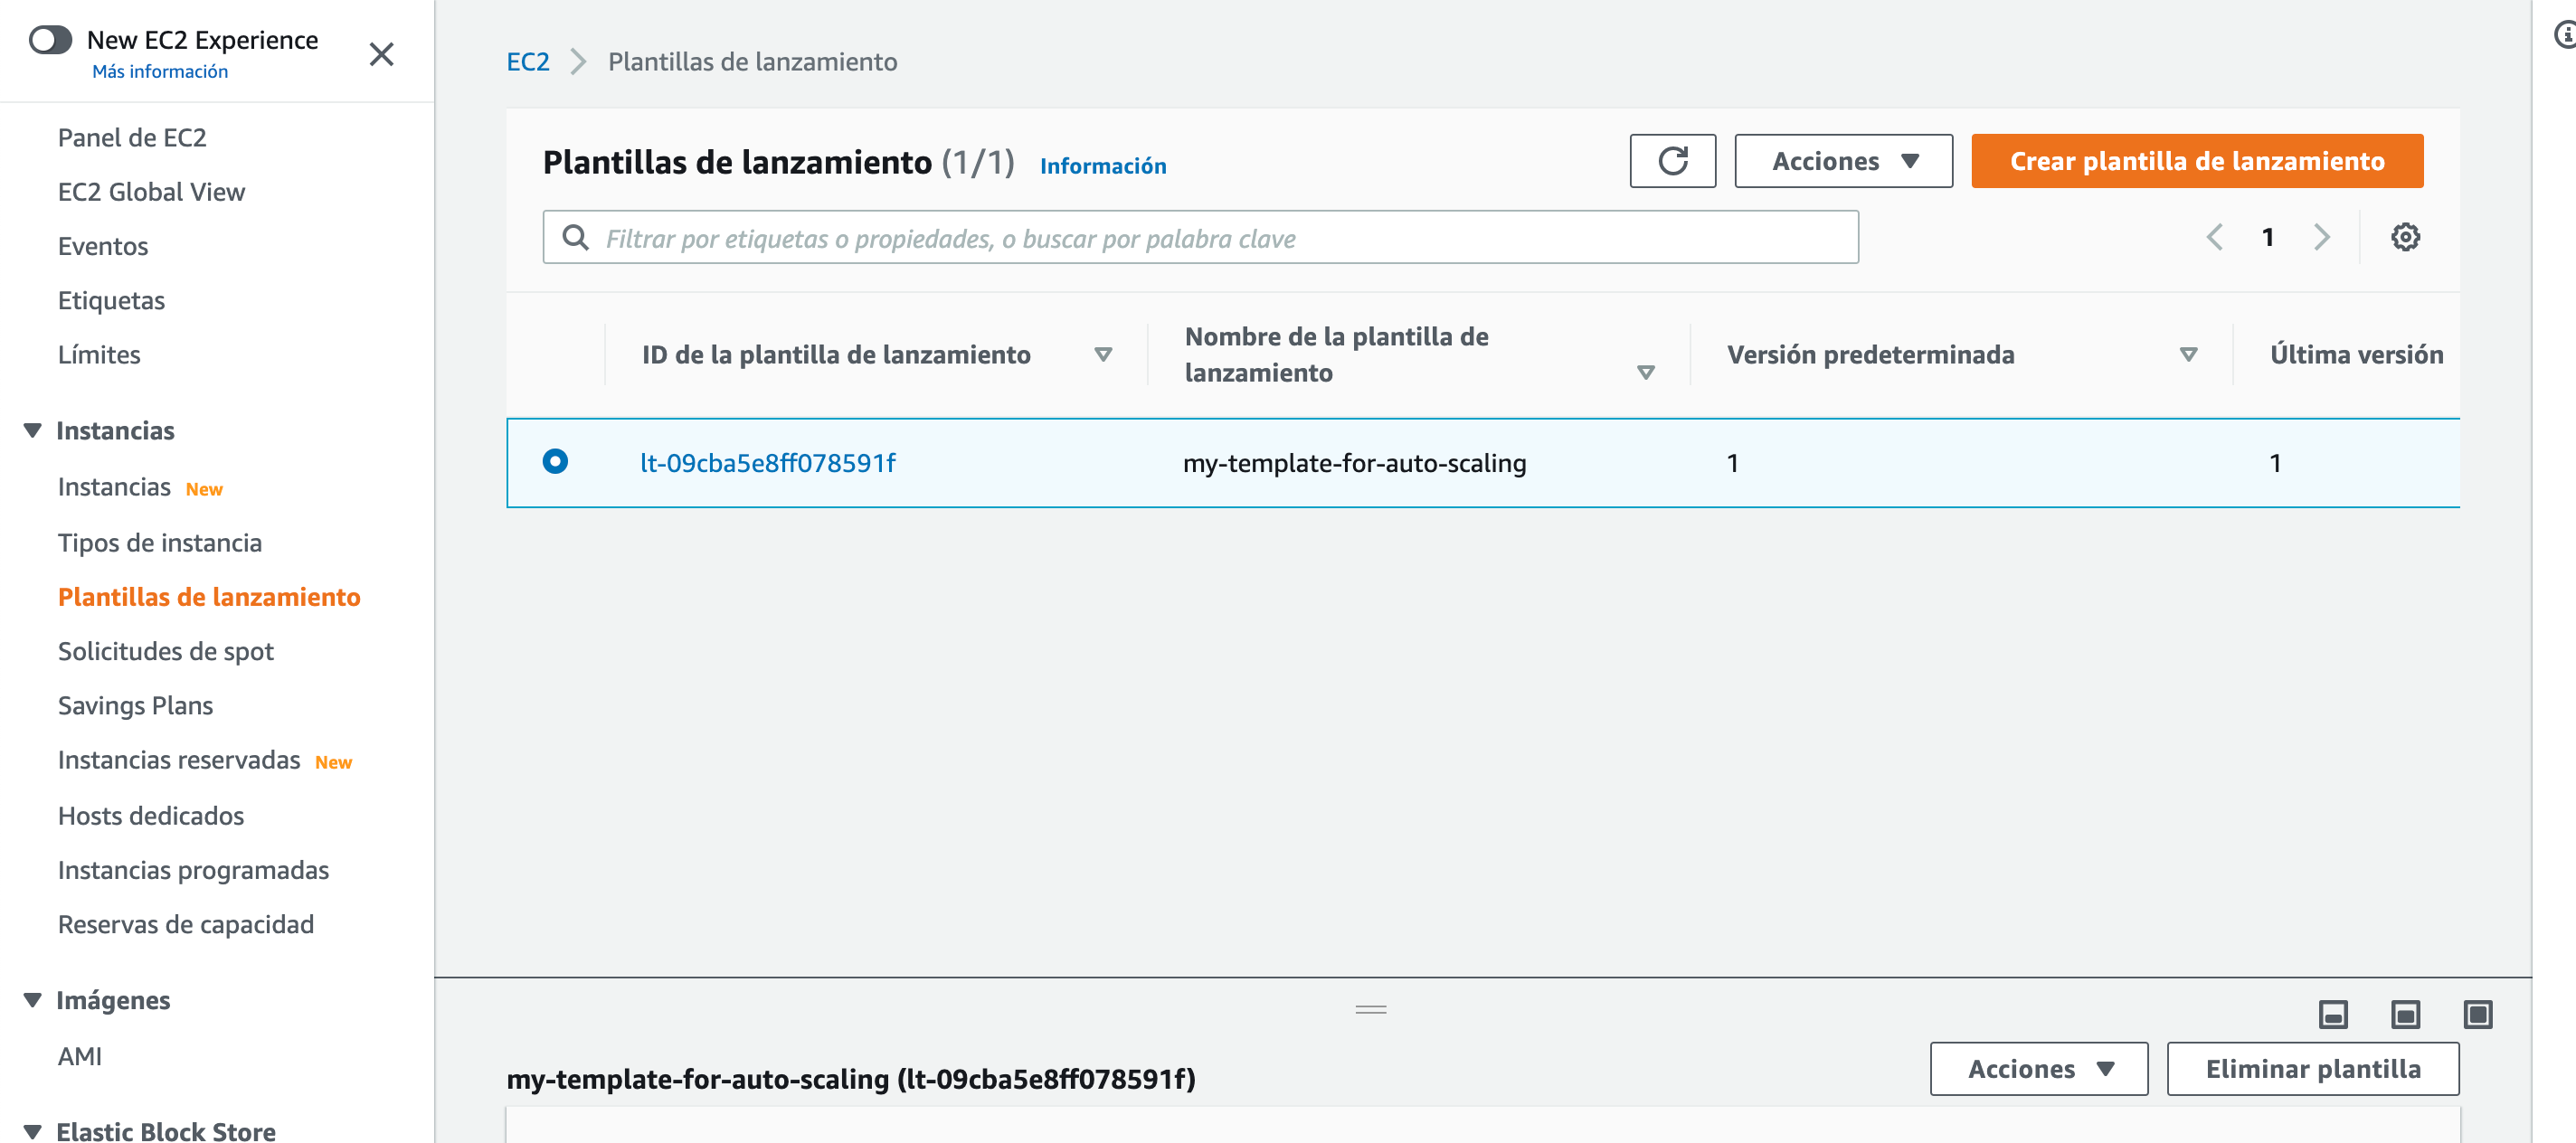 New EC2 Experience
Más información
Panel de EC2
EC2 Global View
Eventos
Etiquetas
Límites
Instancias
Instancias New
Tipos de instancia
Plantillas de lanzamiento
Solicitudes de spot
Savings Plans
Instancias reservadas New
Hosts dedicados
Instancias programadas
Reservas de capacidad
Imágenes
AMI
Elastic Block Store
EC2 Plantillas de lanzamiento
Plantillas de lanzamiento (1/1) Información
Acciones
Crear plantilla de lanzamiento
Filtrar por etiquetas o propiedades, o buscar por palabra clave
1
ID de la plantilla de lanzamiento
Nombre de la plantilla de
lanzamiento
Versión predeterminada
Última versión
lt-09cba5e8ff078591f my-template-for-auto-scaling 1 1
my-template-for-auto-scaling (lt-09cba5e8ff078591f)
Acciones
Eliminar plantilla